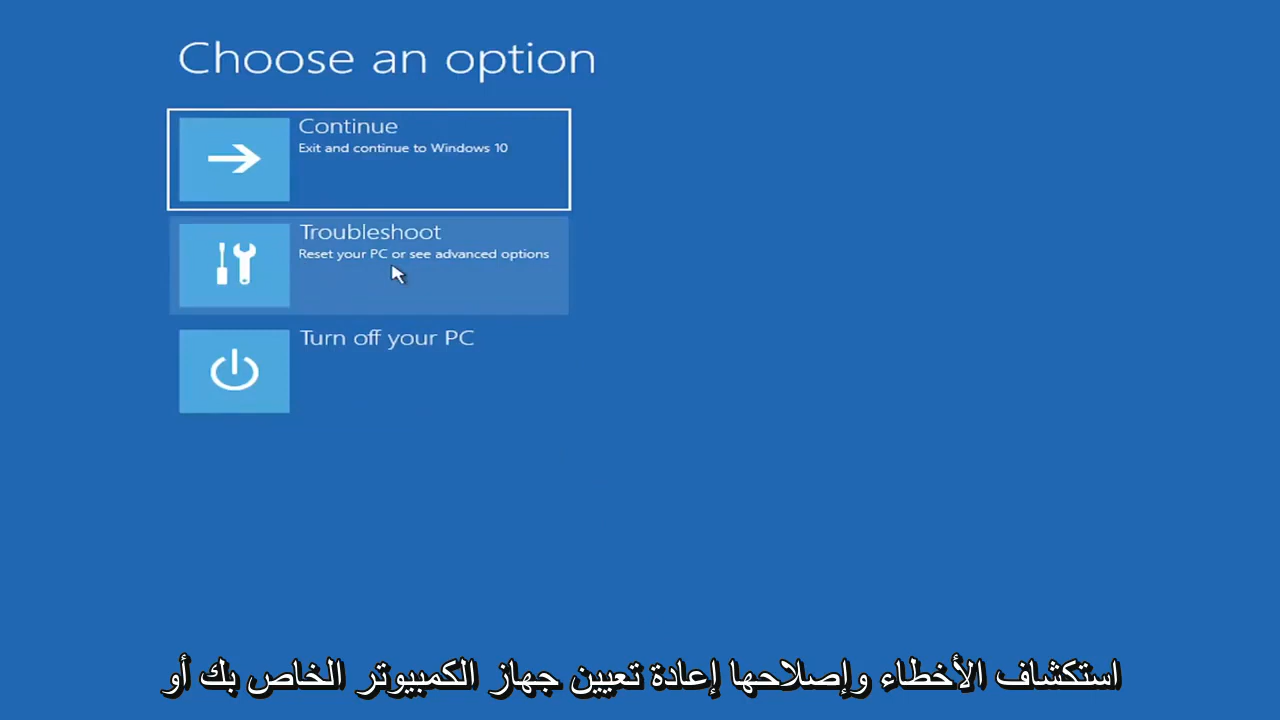 Choose an option
Continue
Exit and continue to Windows 10
Troubleshoot
Reset your PC or see advanced options
Turn off your PC
استكشاف الأخطاء وإصلاحها إعادة تعيين جهاز الكمبيوتر الخاص بك أو